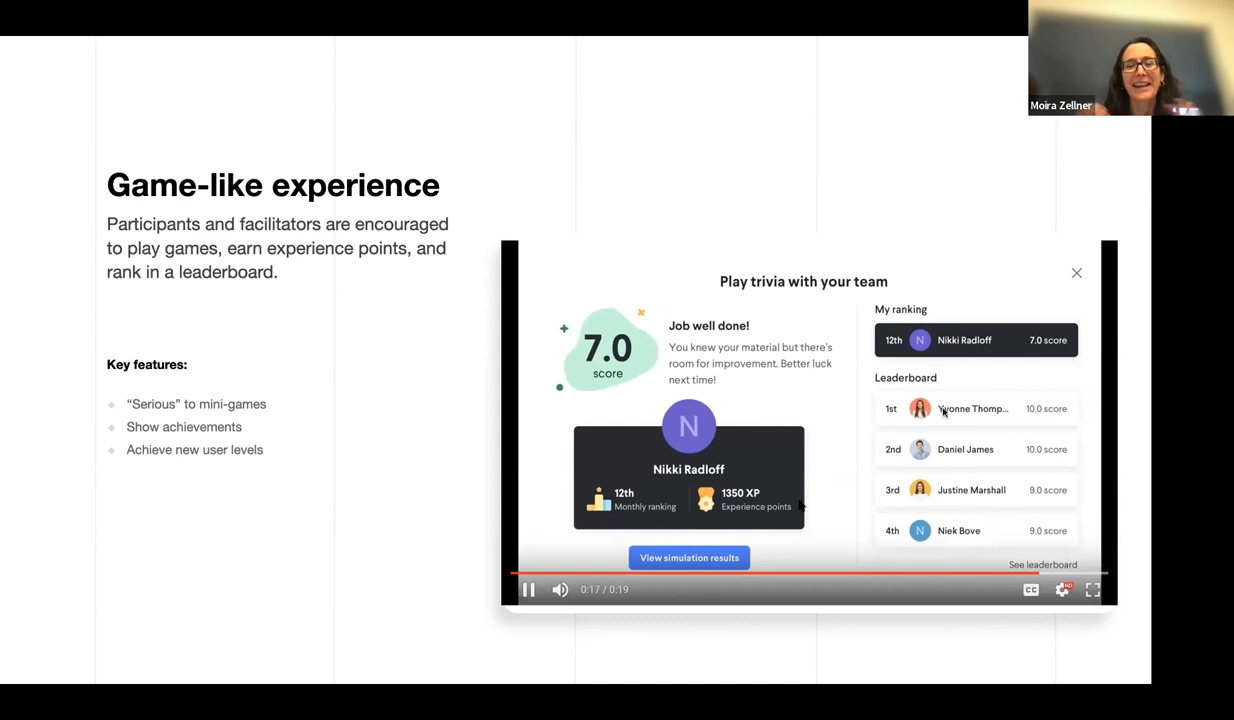 Moira Zellner
Game-like experience
Participants and facilitators are encouraged
to play games, earn experience points, and
rank in a leaderboard.
Key features:
“Serious” to mini-games
Show achievements
Achieve new user levels
Play trivia with your team
7.0
score
Job well done!
You knew your material but there’s
room for improvement. Better luck
next time!
N
Nikki Radloff
12th
Monthly ranking
1350 XP
Experience points
View simulation results
My ranking
12th N Nikki Radloff 7.0 score
Leaderboard
1st Yvonne Thomp... 10.0 score
2nd Daniel James 10.0 score
3rd Justine Marshall 9.0 score
4th N Niek Bove 9.0 score
See leaderboard
0:17 / 0:19
CC
HD